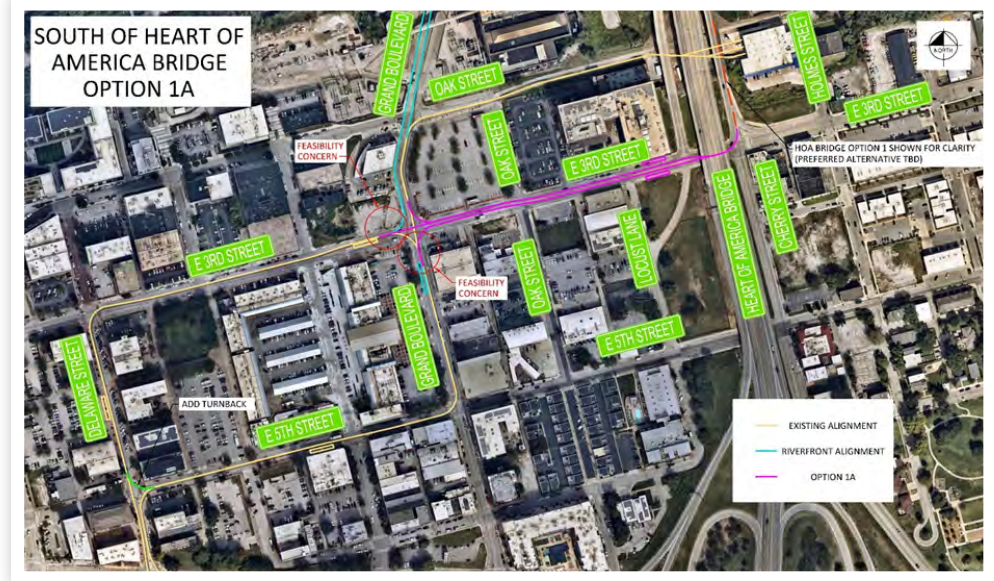 SOUTH OF HEART OF
AMERICA BRIDGE
OPTION 1A
GRAND BOULEVARD
OAK STREET
HOLMES STREET
NORTH
E 3RD STREET
OAK STREET
FEASIBILITY
CONCERN
E 3RD STREET
HOA BRIDGE OPTION 1 SHOWN FOR CLARITY
(PREFERRED ALTERNATIVE TBD)
HEART OF AMERICA BRIDGE
CHERRY STREET
E 3RD STREET
LOCUST LANE
OAK STREET
FEASIBILITY
CONCERN
GRAND BOULEVARD
E 5TH STREET
DELAWARE STREET
ADD TURNBACK
E 5TH STREET
EXISTING ALIGNMENT
RIVERFRONT ALIGNMENT
OPTION 1A